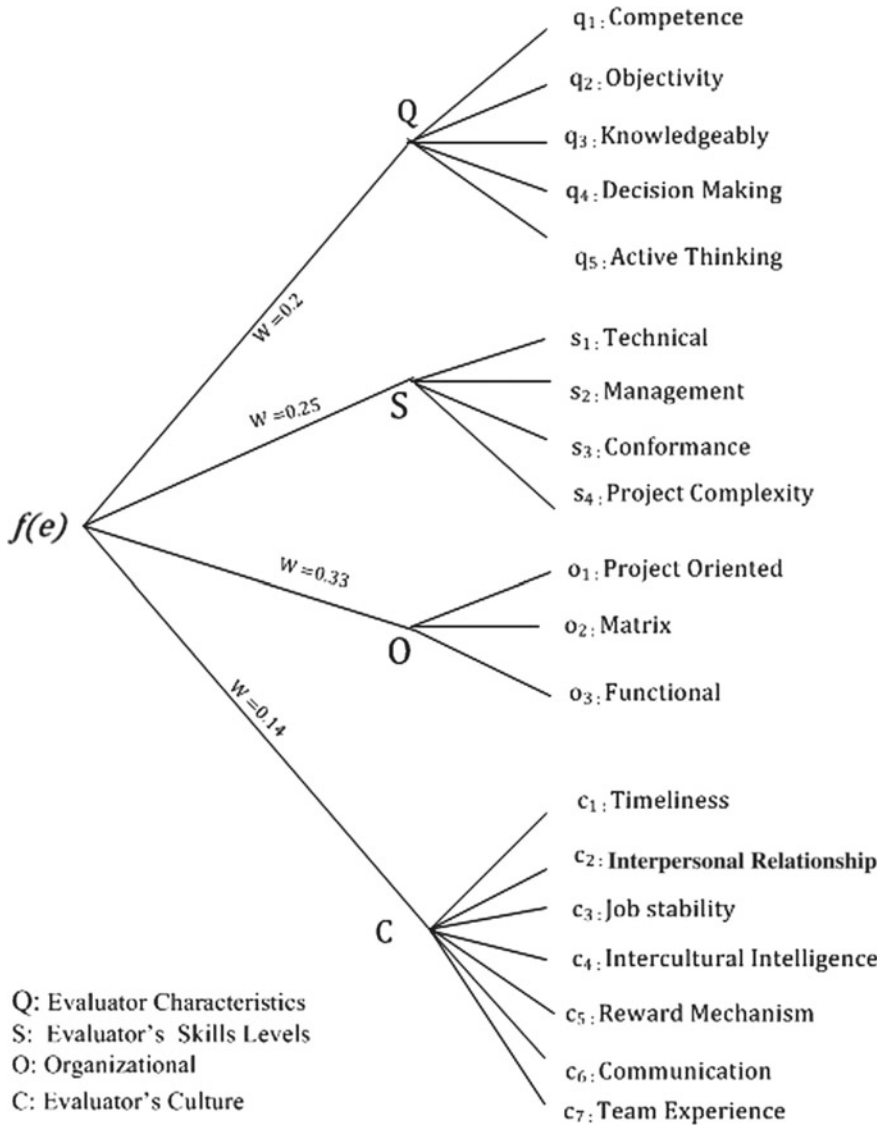 q₁: Competence
q₂: Objectivity
Q
q₃: Knowledgeably
q₄: Decision Making
q₅: Active Thinking
W=0.2
s₁: Technical
s₂: Management
S
W=0.25
s₃: Conformance
s₄: Project Complexity
f(e)
W=0.33
o₁: Project Oriented
o₂: Matrix
O
o₃: Functional
W=0.14
c₁: Timeliness
c₂: Interpersonal Relationship
c₃: Job stability
C
c₄: Intercultural Intelligence
c₅: Reward Mechanism
c₆: Communication
c₇: Team Experience
Q: Evaluator Characteristics
S: Evaluator's Skills Levels
O: Organizational
C: Evaluator's Culture